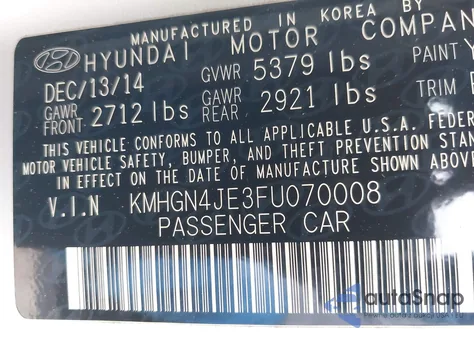 MANUFACTURED IN KOREA BY
HYUNDAI MOTOR COMPANY
DEC/13/14 GVWR 5379 lbs PAINT
GAWR FRONT 2712 lbs GAWR REAR 2921 lbs TRIM
THIS VEHICLE CONFORMS TO ALL APPLICABLE U.S.A. FEDER
MOTOR VEHICLE SAFETY, BUMPER, AND THEFT PREVENTION STAN
IN EFFECT ON THE DATE OF MANUFACTURE SHOWN ABOVE
V.I.N KMHGN4JE3FU070008
PASSENGER CAR
autoSnap